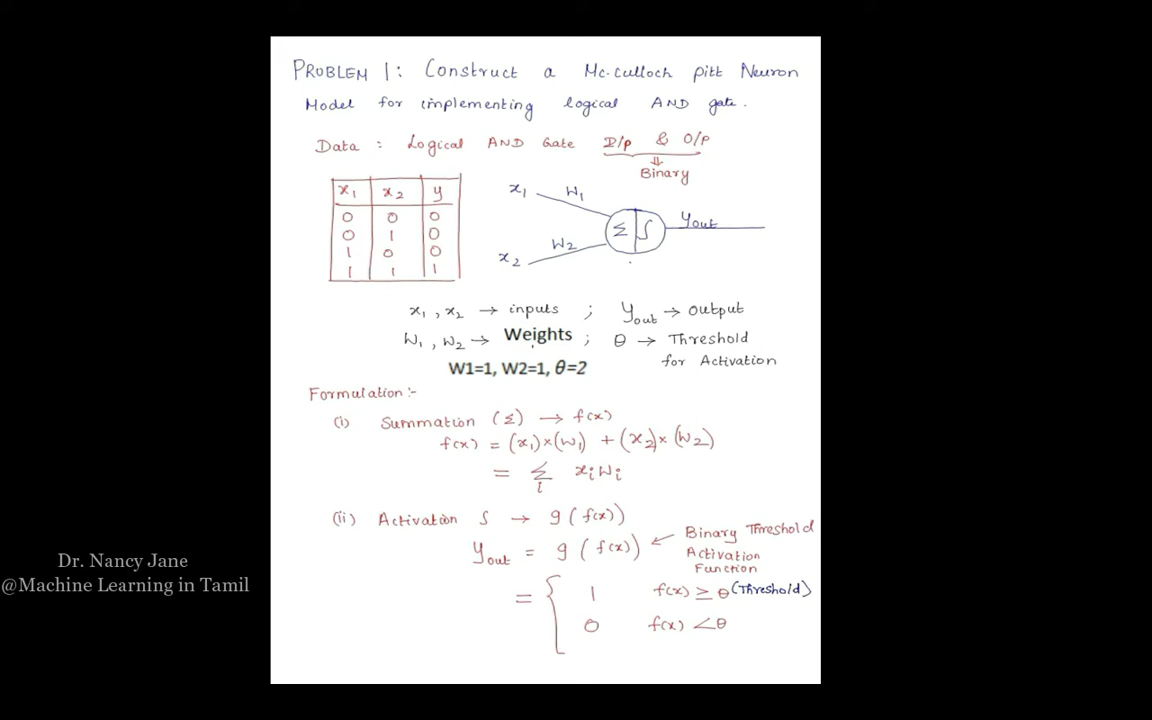 PROBLEM 1: Construct a Mc-culloch pitt Neuron
Model for implementing logical AND gate.
Data : Logical AND Gate I/p & O/p
⇓
Binary
x1 x2 y
0 0 0
0 1 0
1 0 0
1 1 1
x1 W1
Σ ∫ yout
W2
x2
x1, x2 → inputs ; yout → output
W1, W2 → Weights ; θ → Threshold
for Activation
W1=1, W2=1, θ=2
Formulation :-
(i) Summation (Σ) → f(x)
f(x) = (x1)×(W1) + (x2)×(W2)
= Σi xiWi
(ii) Activation ∫ → g(f(x))
yout = g(f(x)) ← Binary Threshold
Activation
Function
= { 1 f(x) ≥ θ (Threshold)
0 f(x) < θ
Dr. Nancy Jane
@Machine Learning in Tamil